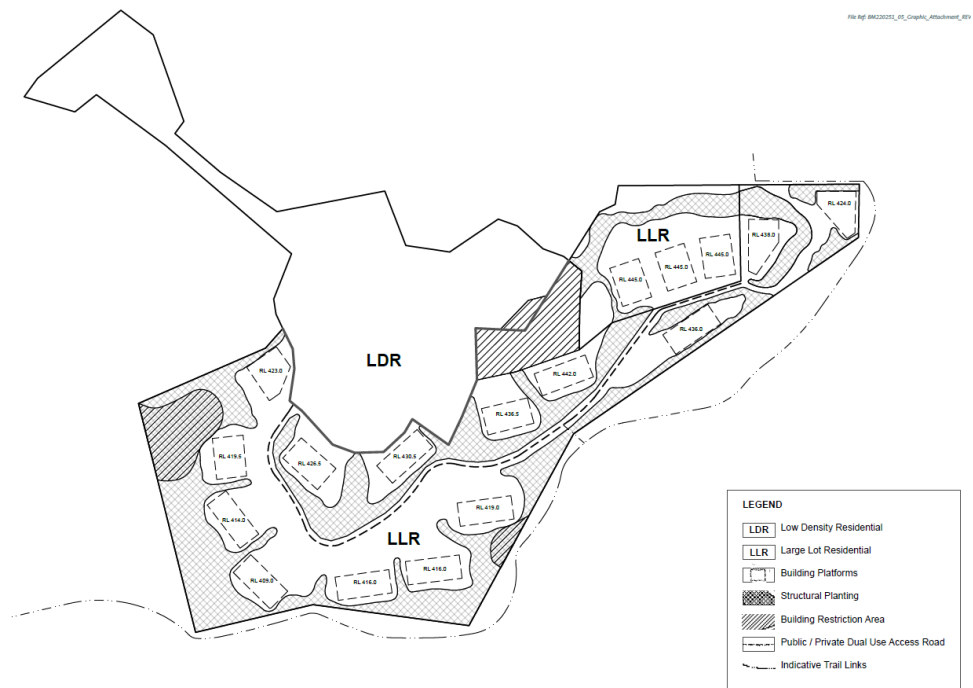 File Ref: BM220251_05_Graphic_Attachment_REV
RL 424.0
LLR
RL 438.0
RL 445.0
RL 445.0
RL 445.0
RL 436.0
LDR
RL 423.0
RL 442.0
RL 436.5
RL 419.5
RL 426.5
RL 430.5
RL 414.0
RL 419.0
LLR
RL 409.0
RL 416.0
RL 416.0
LEGEND
LDR Low Density Residential
LLR Large Lot Residential
Building Platforms
Structural Planting
Building Restriction Area
Public / Private Dual Use Access Road
Indicative Trail Links